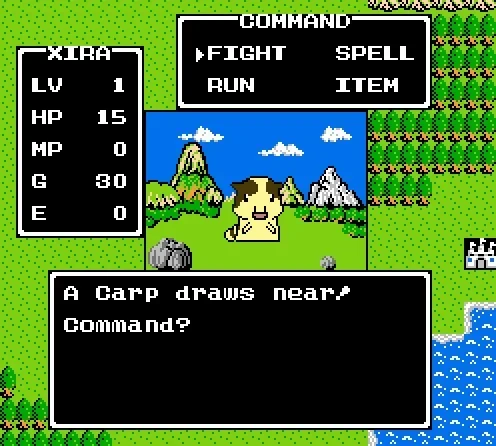 COMMAND
FIGHT SPELL
RUN ITEM
XIRA
LV 1
HP 15
MP 0
G 30
E 0
A Carp draws near!
Command?